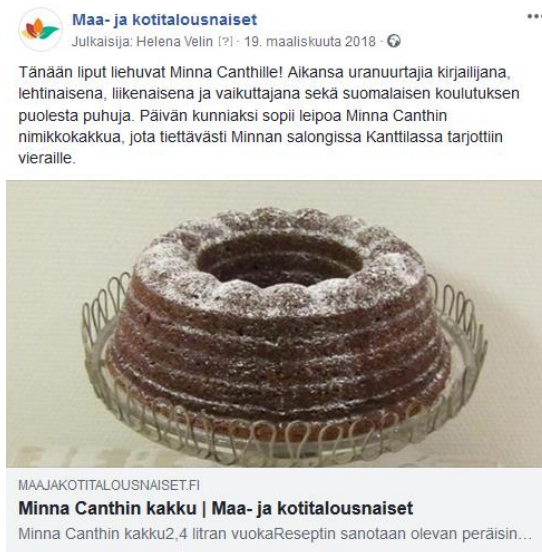 Maa- ja kotitalousnaiset
Julkaisija: Helena Velin [?] · 19. maaliskuuta 2018 ·
Tänään liput liehuvat Minna Canthille! Aikansa uranuurtajia kirjailijana,
lehtinaisena, liikenaisena ja vaikuttajana sekä suomalaisen koulutuksen
puolesta puhuja. Päivän kunniaksi sopii leipoa Minna Canthin
nimikkokakkua, jota tiettävästi Minnan salongissa Kanttilassa tarjottiin
vieraille.
MAAJAKOTITALOUSNAISET.FI
Minna Canthin kakku | Maa- ja kotitalousnaiset
Minna Canthin kakku2,4 litran vuokaReseptin sanotaan olevan peräisin...